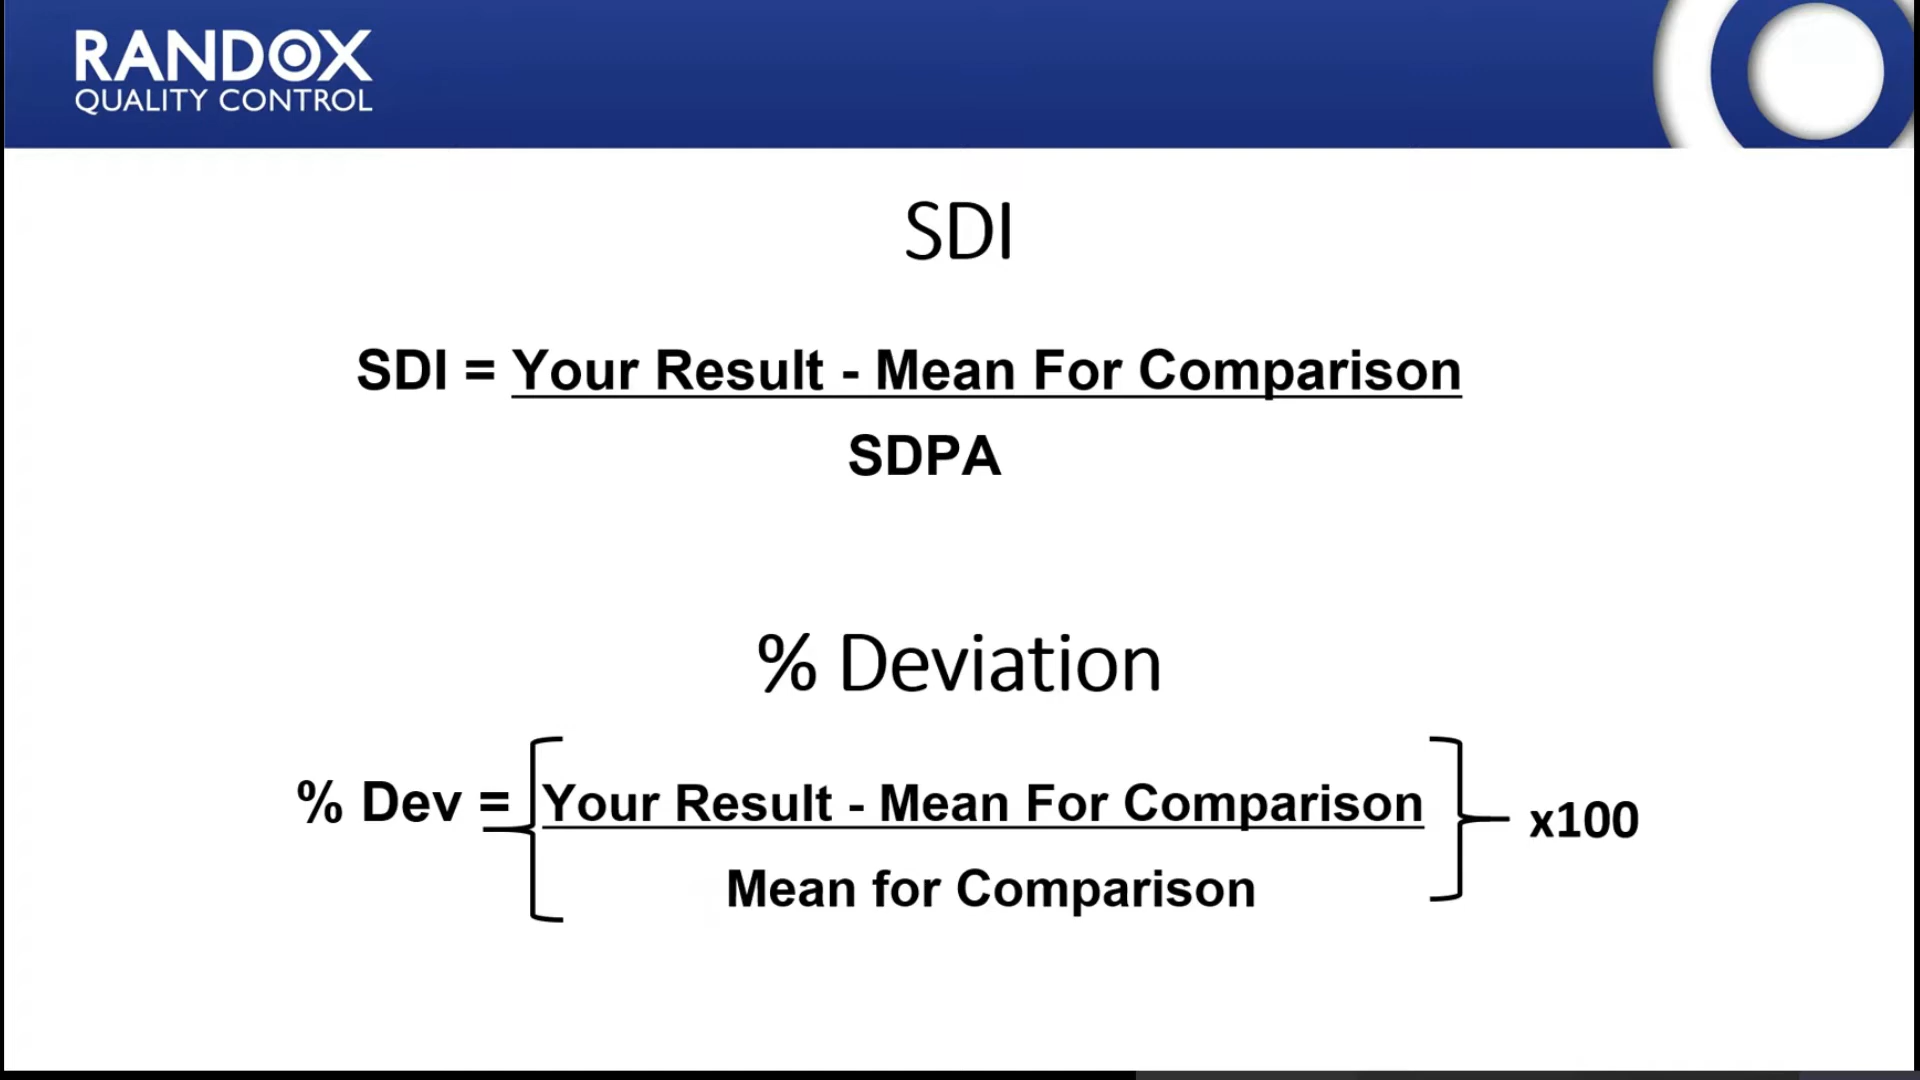 RANDOX
QUALITY CONTROL
SDI
SDI = Your Result - Mean For Comparison
SDPA
% Deviation
% Dev = Your Result - Mean For Comparison x100
Mean for Comparison